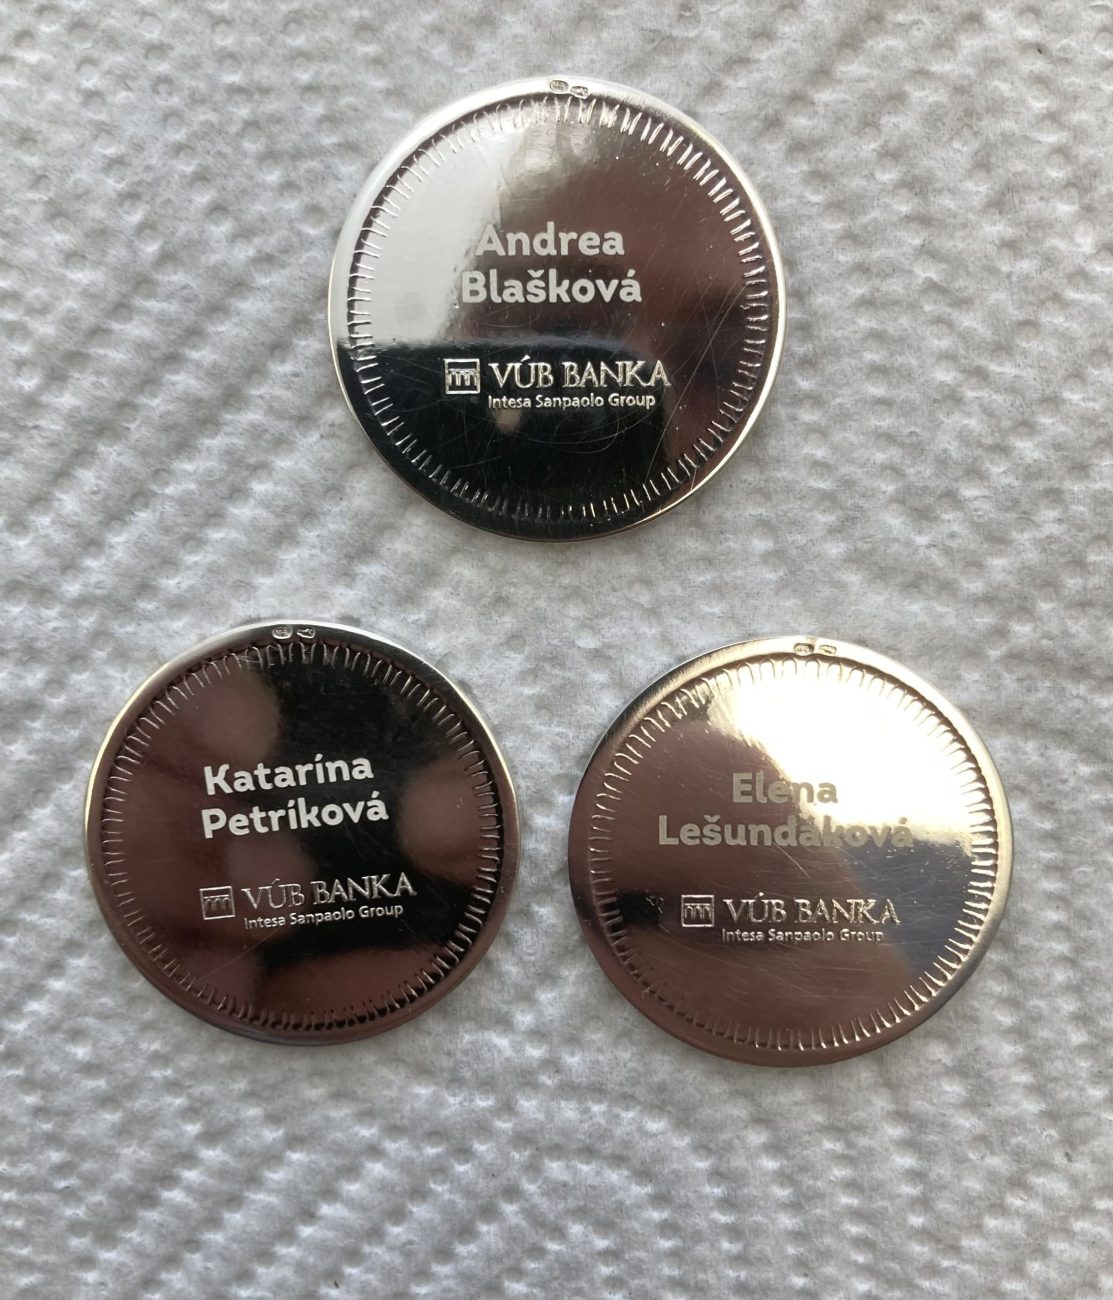 Andrea
Blašková
VÚB BANKA
Intesa Sanpaolo Group
Katarína
Petríková
VÚB BANKA
Intesa Sanpaolo Group
Elena
Lešundáková
VÚB BANKA
Intesa Sanpaolo Group